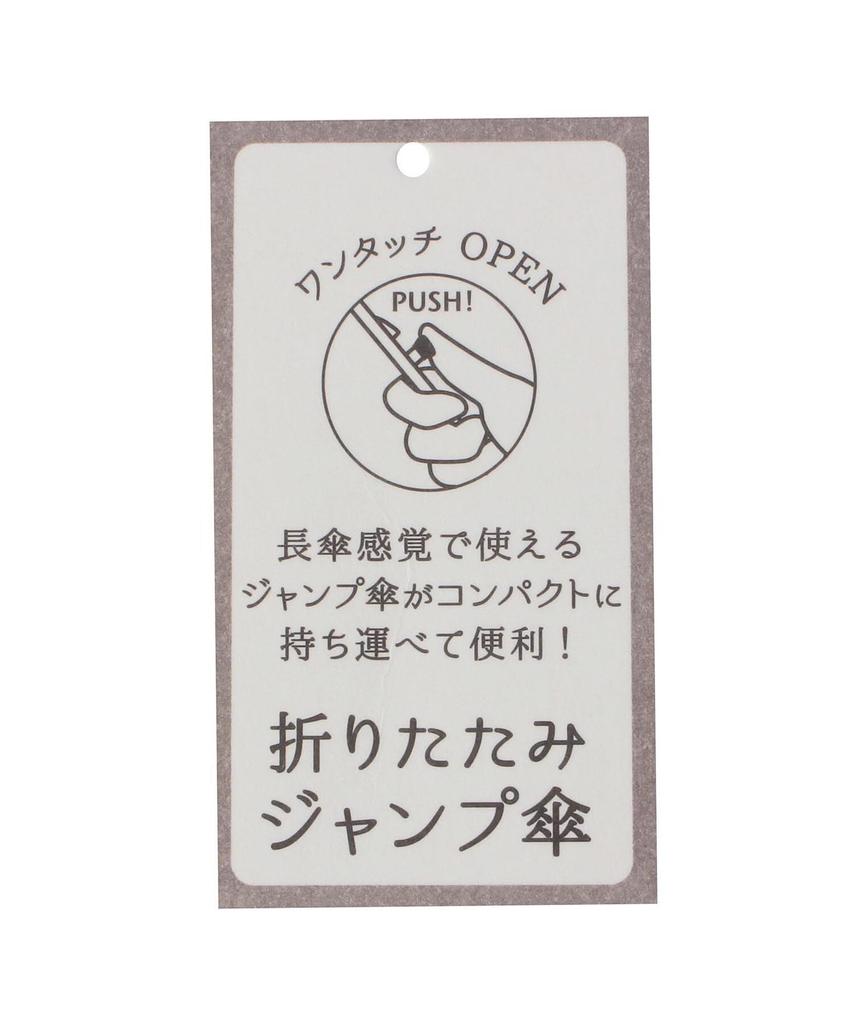 ワンタッチ OPEN
PUSH!
長傘感覚で使える
ジャンプ傘がコンパクトに
持ち運べて便利！
折りたたみ
ジャンプ傘